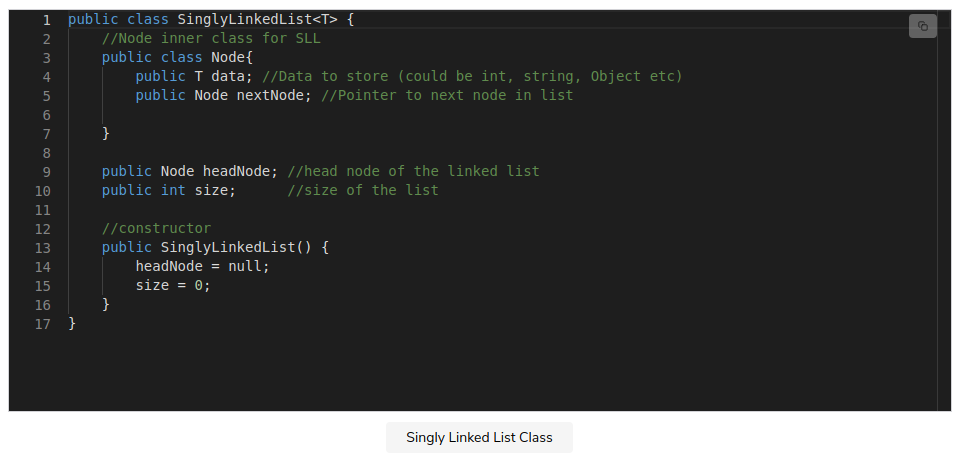 1 public class SinglyLinkedList<T> {
2     //Node inner class for SLL
3     public class Node{
4         public T data; //Data to store (could be int, string, Object etc)
5         public Node nextNode; //Pointer to next node in list
6
7     }
8
9     public Node headNode; //head node of the linked list
10     public int size;      //size of the list
11
12     //constructor
13     public SinglyLinkedList() {
14         headNode = null;
15         size = 0;
16     }
17 }
Singly Linked List Class